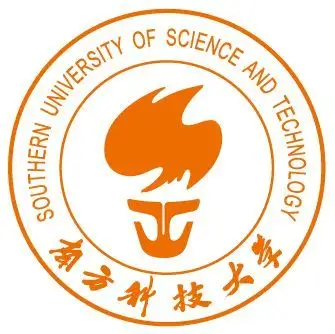 SOUTHERN UNIVERSITY OF SCIENCE AND TECHNOLOGY
南方科技大学